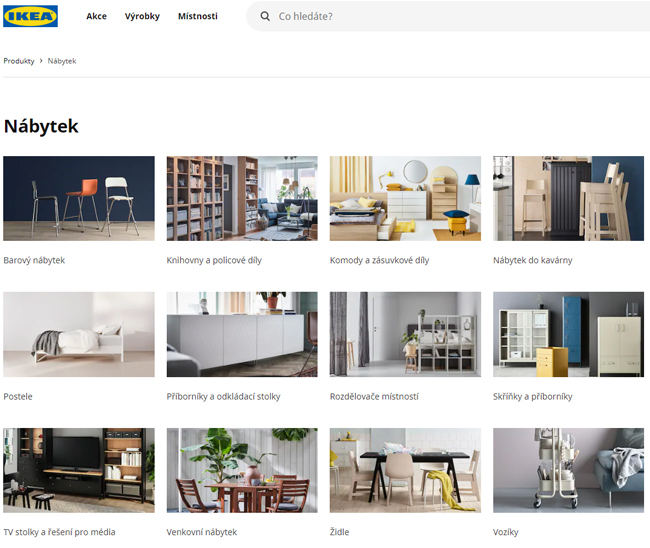 IKEA
Akce
Výrobky
Místnosti
Co hledáte?
Produkty > Nábytek
Nábytek
Barový nábytek
Knihovny a policové díly
Komody a zásuvkové díly
Nábytek do kavárny
Postele
Příborníky a odkládací stolky
Rozdělovače místností
Skříňky a příborníky
TV stolky a řešení pro média
Venkovní nábytek
Židle
Vozíky